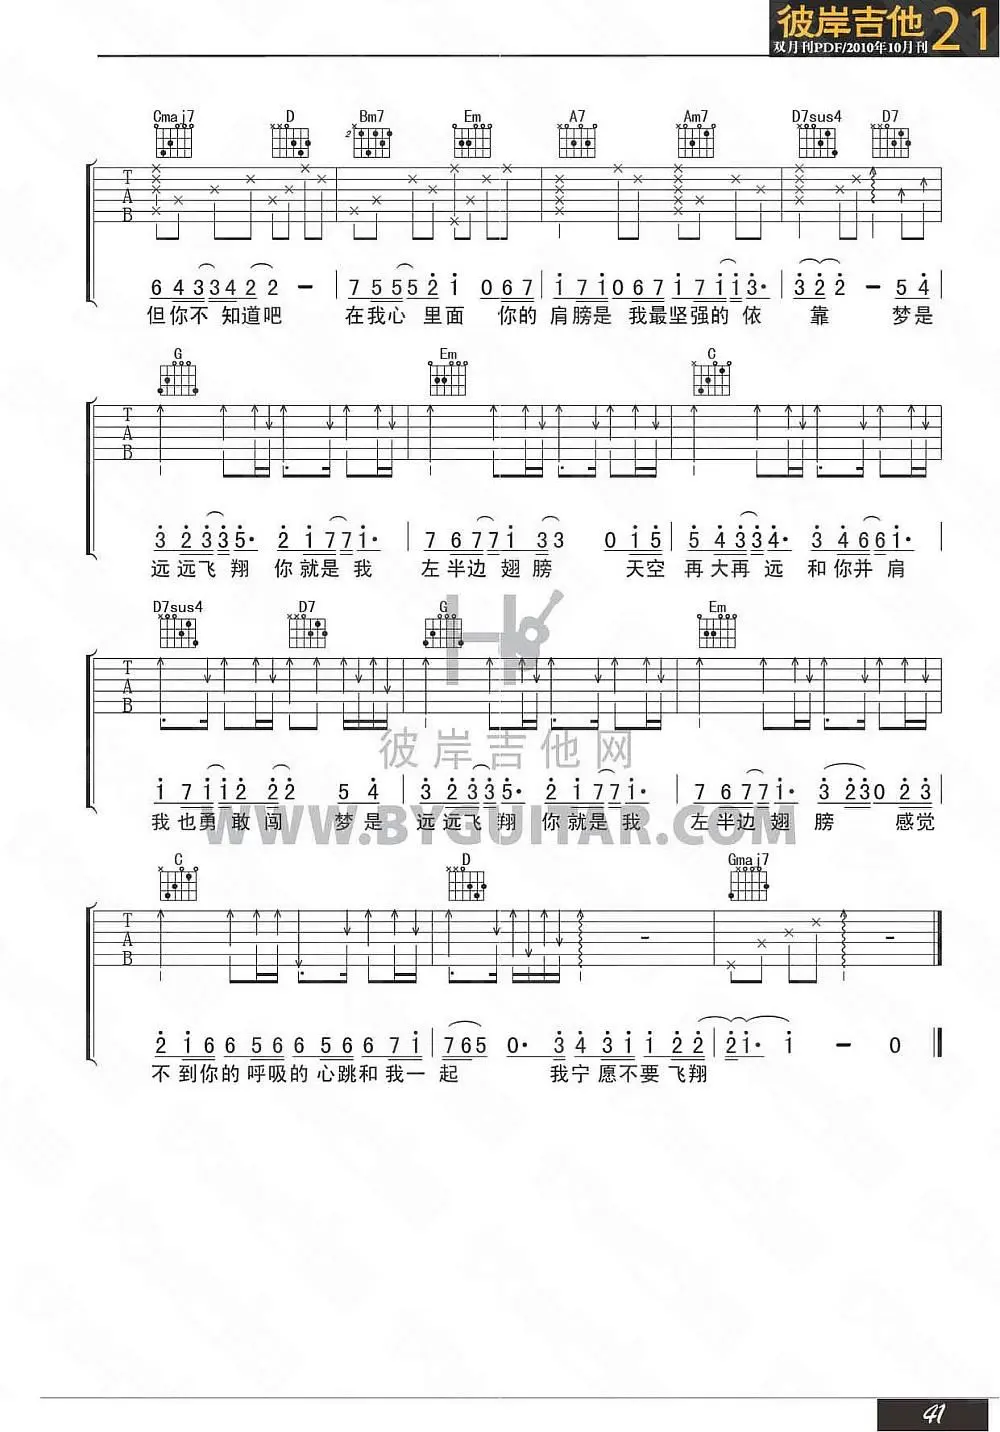 彼岸吉他 21
双月刊PDF/2010年10月刊
Cmaj7 D Bm7 Em A7 Am7 D7sus4 D7
2
T
A
B
6 4 3 3 3 4 2 2 - | 7 5 5 5 2 1 0 6 7 | 1 7 1 0 6 7 1 7 1 1 3· | 3 2 2 - 5 4
但你不 知道吧 在我心 里面 你的 肩膀是 我最坚强的 依 靠 梦是
G Em C
T
A
B
3 2 3 3 5· 2 1 7 7 1· | 7 6 7 7 1 3 3 0 1 5 | 5 4 3 3 4· 3 4 6 6 1·
远远飞 翔 你就是 我 左半边 翅 膀 天空 再大再 远 和你并 肩
D7sus4 D7 G Em
T
A
B
1 7 1 1 2 2 2 5 4 | 3 2 3 3 5· 2 1 7 7 1· | 7 6 7 7 1· 3 2 3 0 2 3
我也勇 敢闯 梦是 远远飞 翔 你就是 我 左半边 翅 膀 感觉
彼岸吉他网
WWW.BYGUITAR.COM
C D Gmaj7
T
A
B
2 1 6 6 5 6 6 5 6 6 7 1 | 7 6 5 0· 3 4 3 1 1 2 2 | 2 1· 1 - 0
不到你的 呼吸的 心跳和 我一 起 我宁 愿不要 飞翔
41